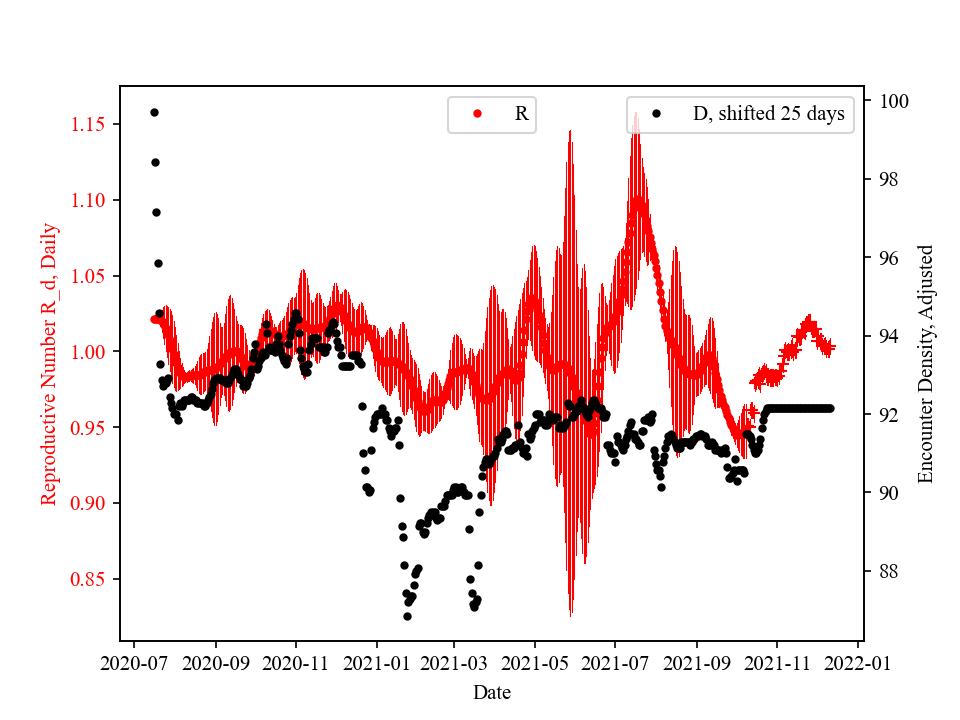 R
D, shifted 25 days
Reproductive Number R_d, Daily
1.15
1.10
1.05
1.00
0.95
0.90
0.85
100
98
96
94
92
90
88
Encounter Density, Adjusted
2020-07 2020-09 2020-11 2021-01 2021-03 2021-05 2021-07 2021-09 2021-11 2022-01
Date